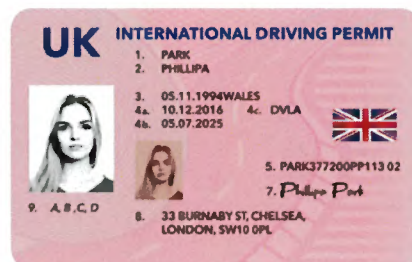 UK INTERNATIONAL DRIVING PERMIT
1. PARK
2. PHILLIPA
3. 05.11.1994WALES
4a. 10.12.2016 4c. DVLA
4b. 05.07.2025
5. PARK377200PP113 02
7. Phillipa Park
9. A, B, C, D
8. 33 BURNABY ST, CHELSEA,
LONDON, SW10 0PL